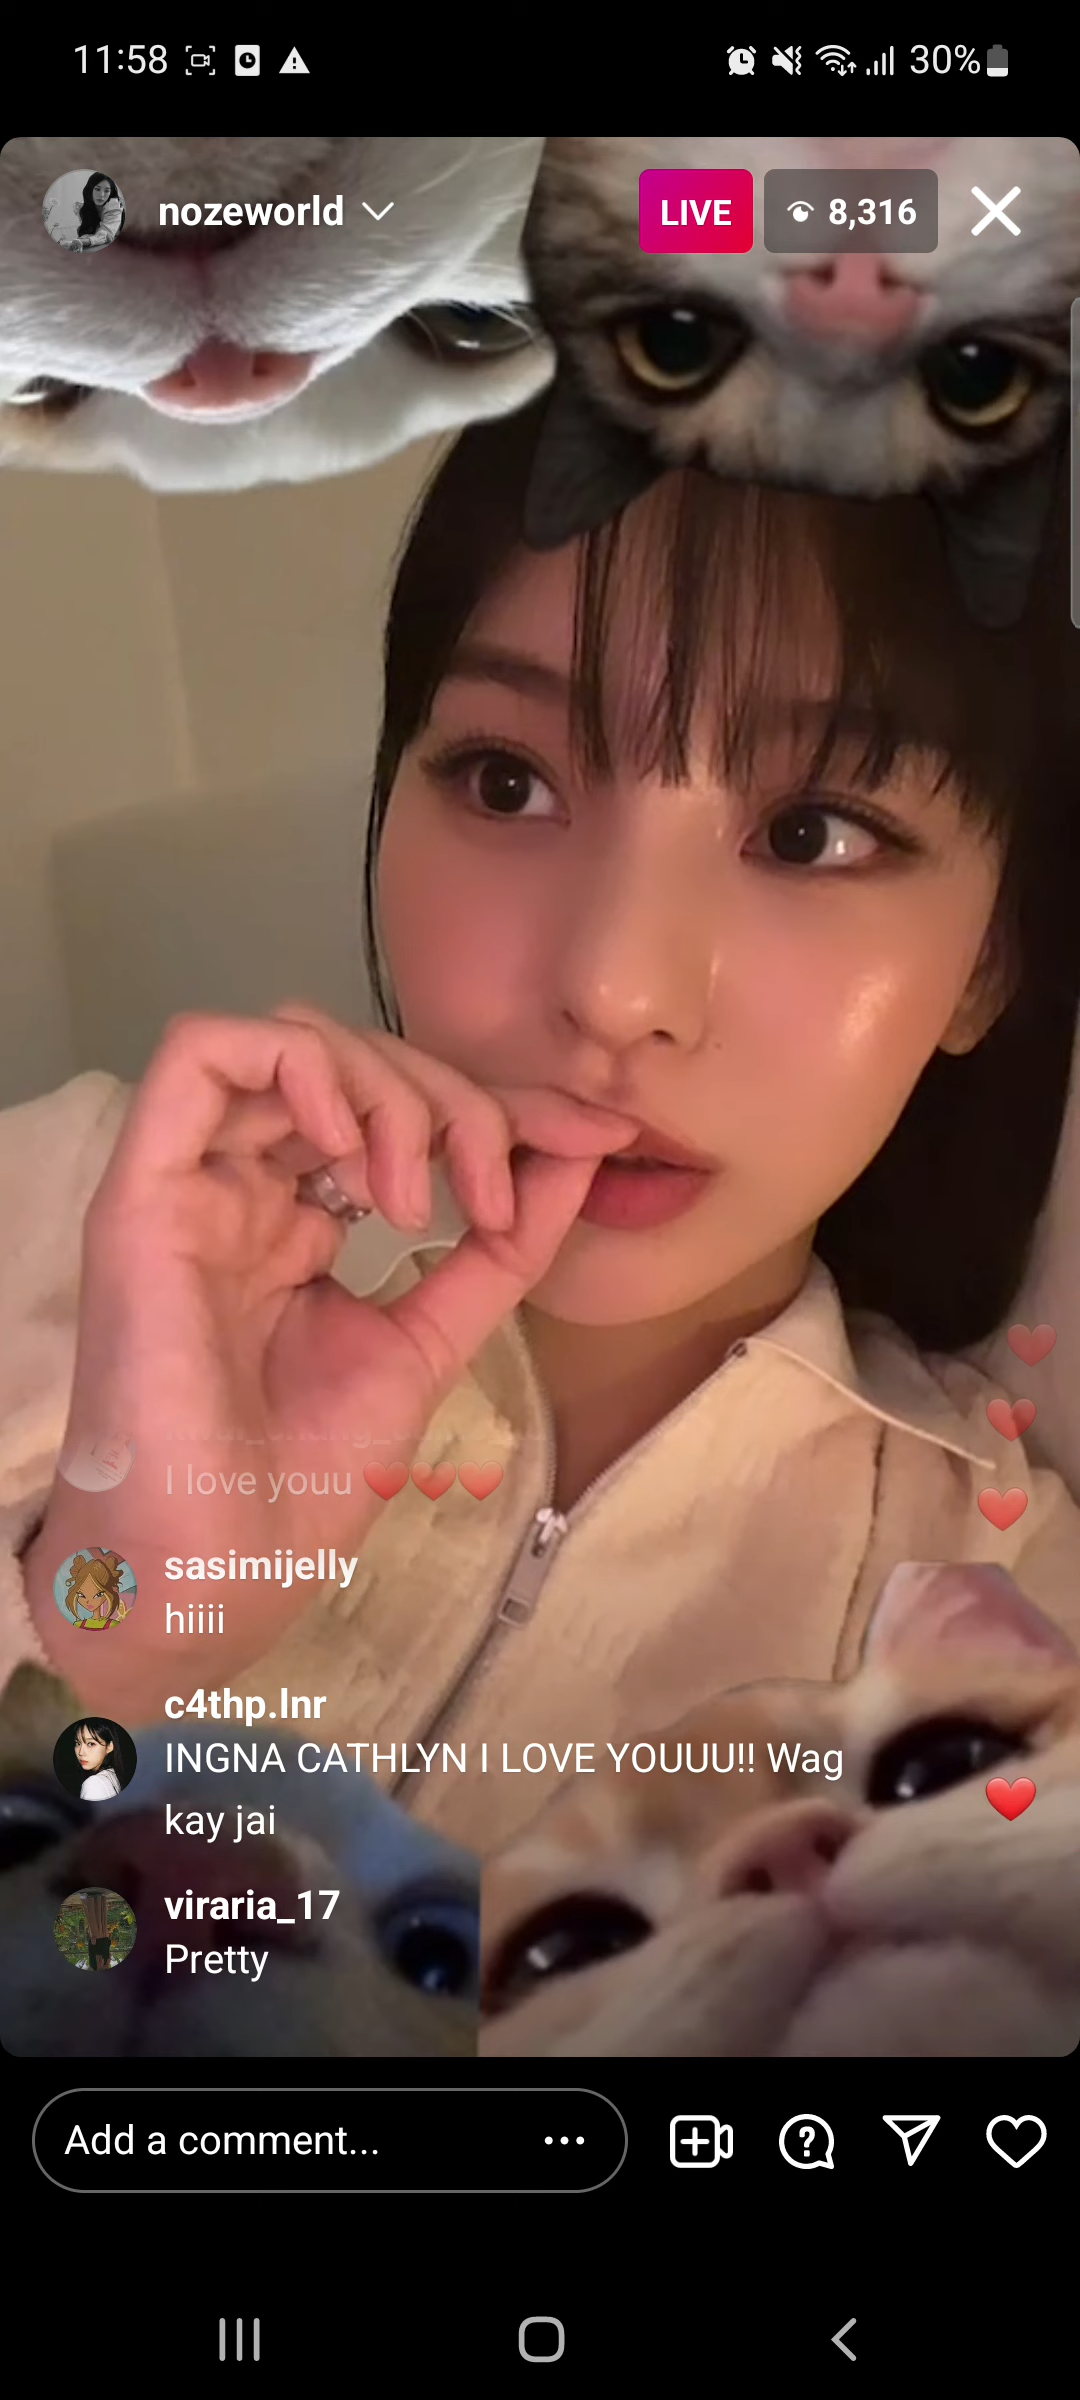 11:58
30%
nozeworld
LIVE
8,316
I love youu ❤️❤️❤️
sasimijelly
hiiii
c4thp.lnr
INGNA CATHLYN I LOVE YOUUU!! Wag
kay jai
viraria_17
Pretty
Add a comment...